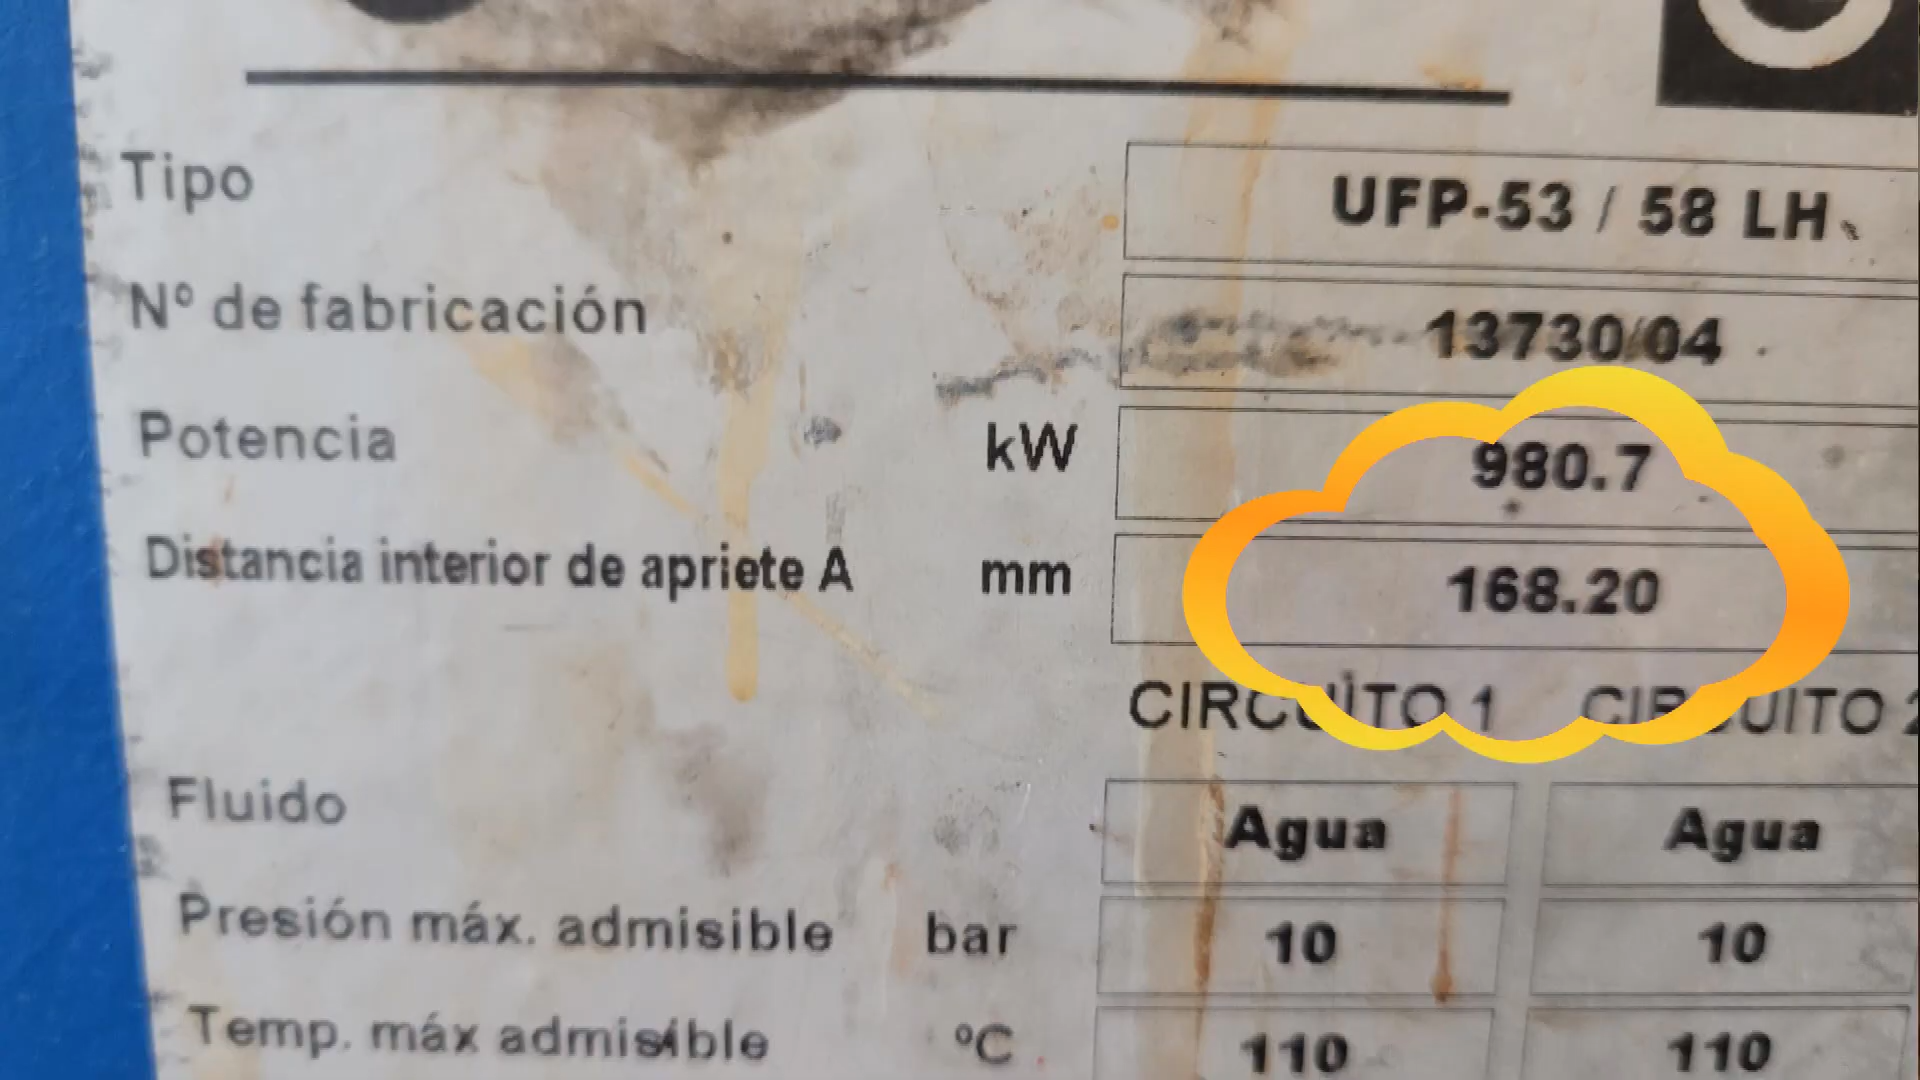 Tipo UFP-53 / 58 LH
Nº de fabricación 13730/04
Potencia kW 980.7
Distancia interior de apriete A mm 168.20
CIRCUITO 1 CIRCUITO 2
Fluido Agua Agua
Presión máx. admisible bar 10 10
Temp. máx admisible ºC 110 110